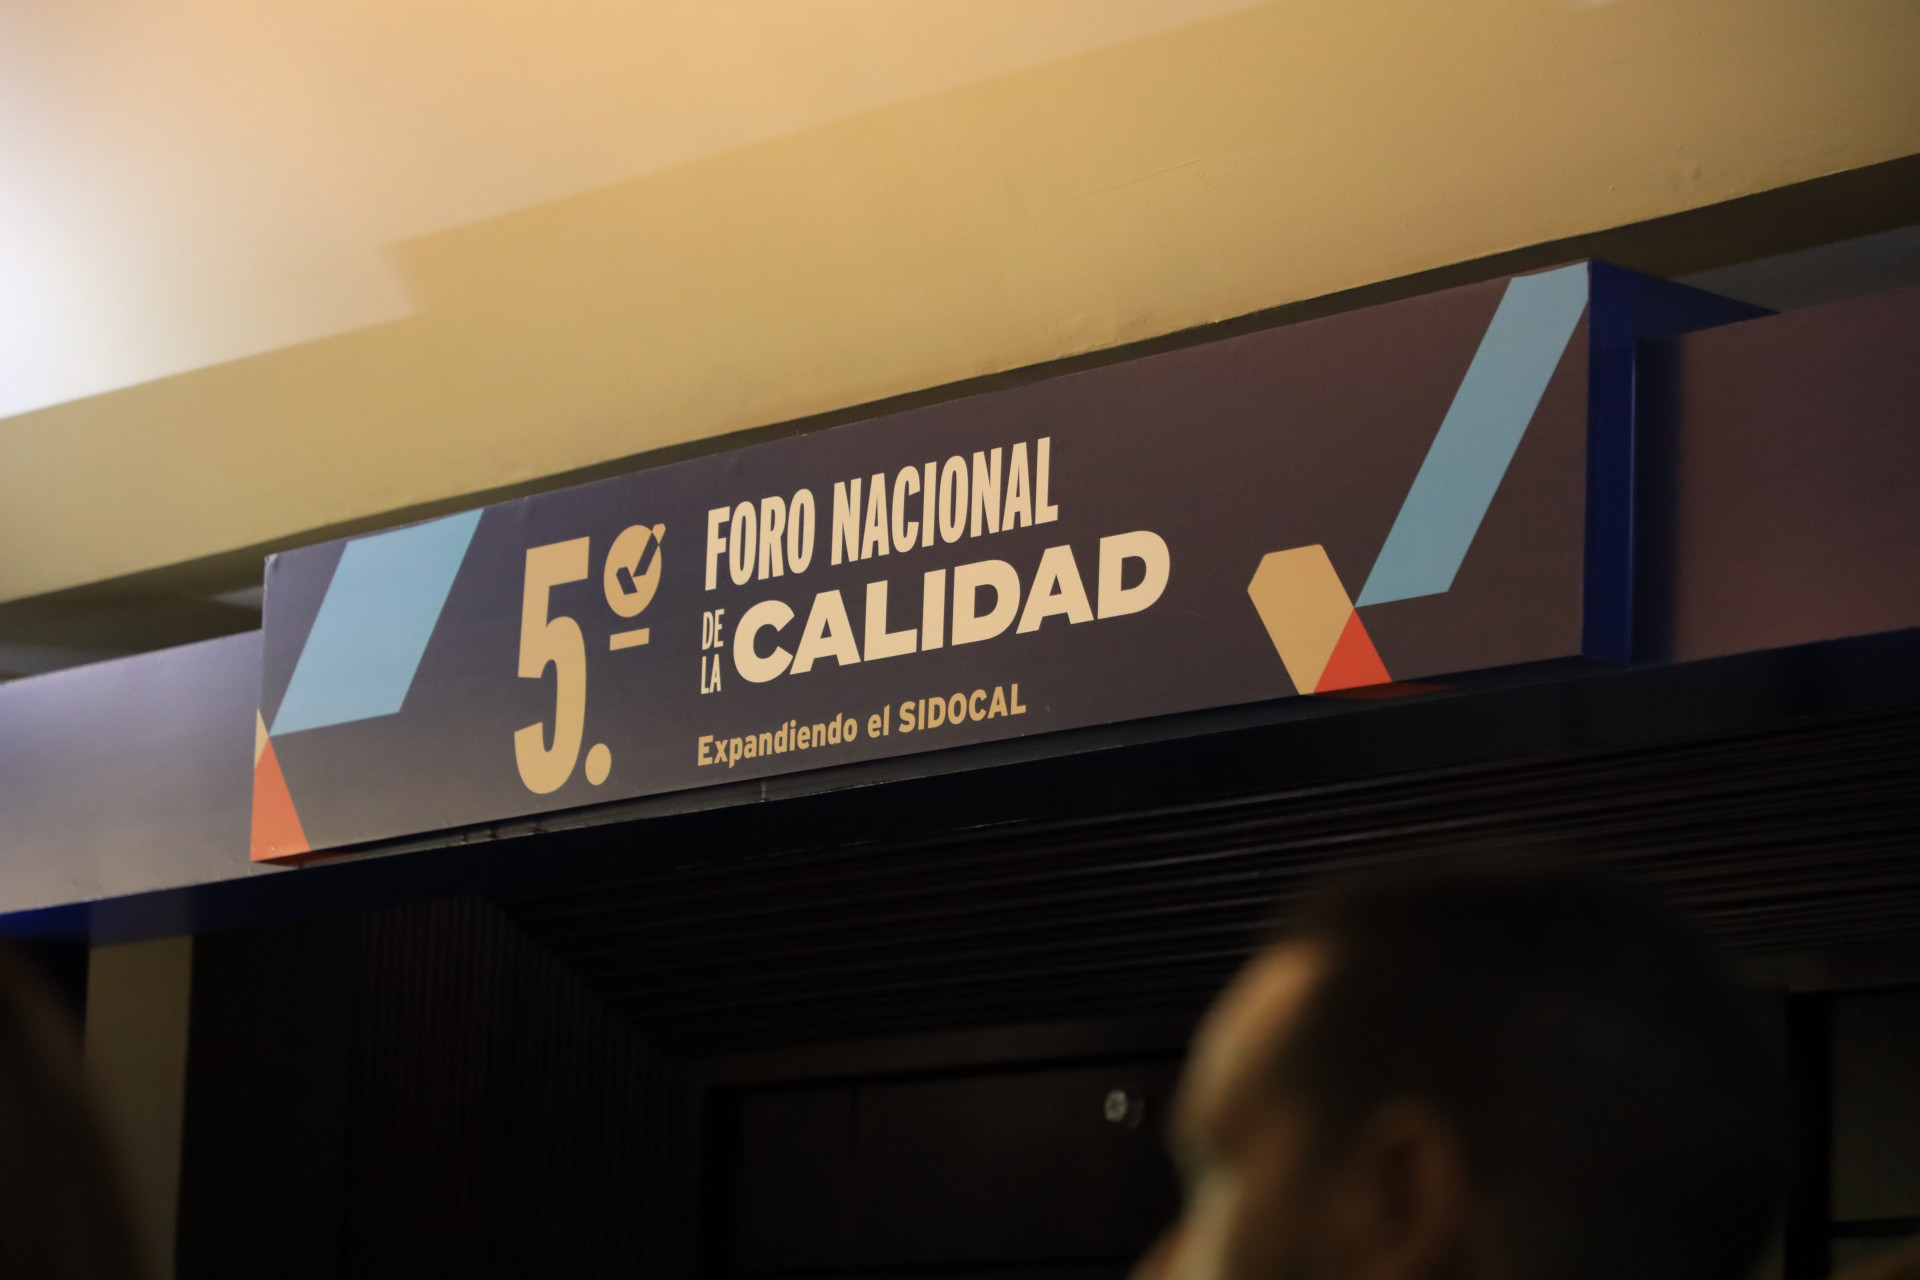 5.º
FORO NACIONAL
DE LA CALIDAD
Expandiendo el SIDOCAL